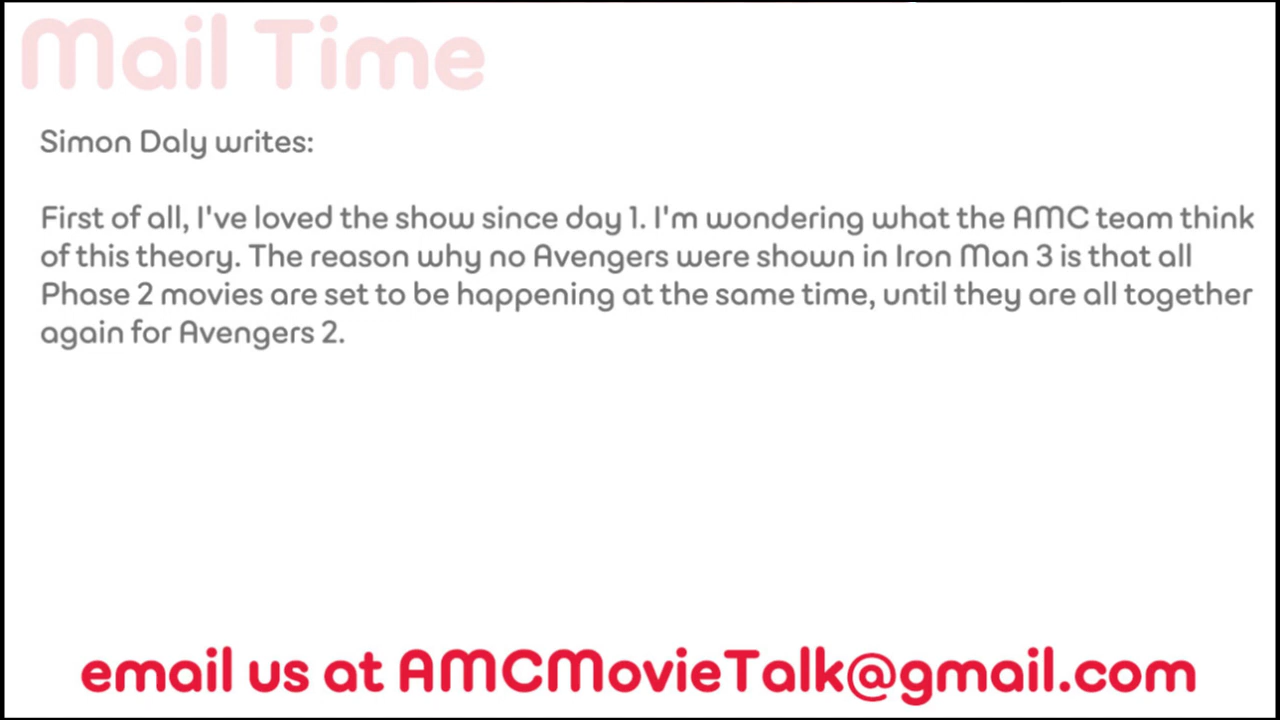 Mail Time
Simon Daly writes:
First of all, I've loved the show since day 1. I'm wondering what the AMC team think
of this theory. The reason why no Avengers were shown in Iron Man 3 is that all
Phase 2 movies are set to be happening at the same time, until they are all together
again for Avengers 2.
email us at AMCMovieTalk@gmail.com